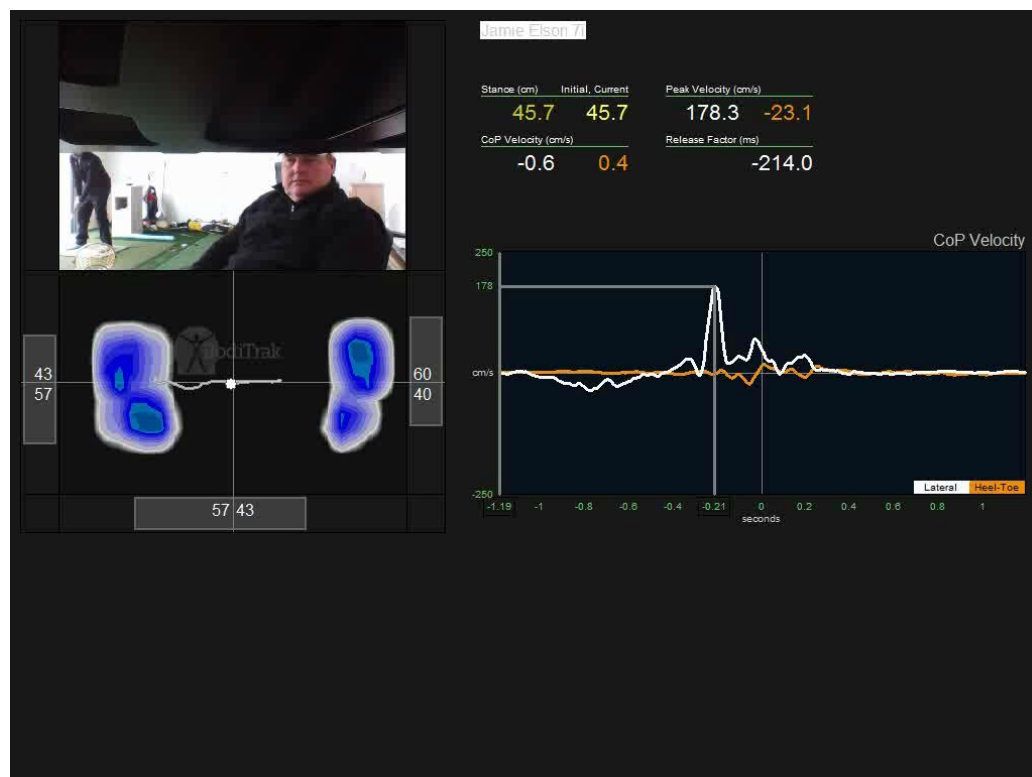 Jamie Elson 7i
Stance (cm) Initial, Current
45.7 45.7
Peak Velocity (cm/s)
178.3 -23.1
CoP Velocity (cm/s)
-0.6 0.4
Release Factor (ms)
-214.0
BodiTrak
43
57
60
40
57 43
CoP Velocity
250
178
cm/s
-250
Lateral Heel-Toe
-1.19 -1 -0.8 -0.6 -0.4 -0.21 0 0.2 0.4 0.6 0.8 1
seconds